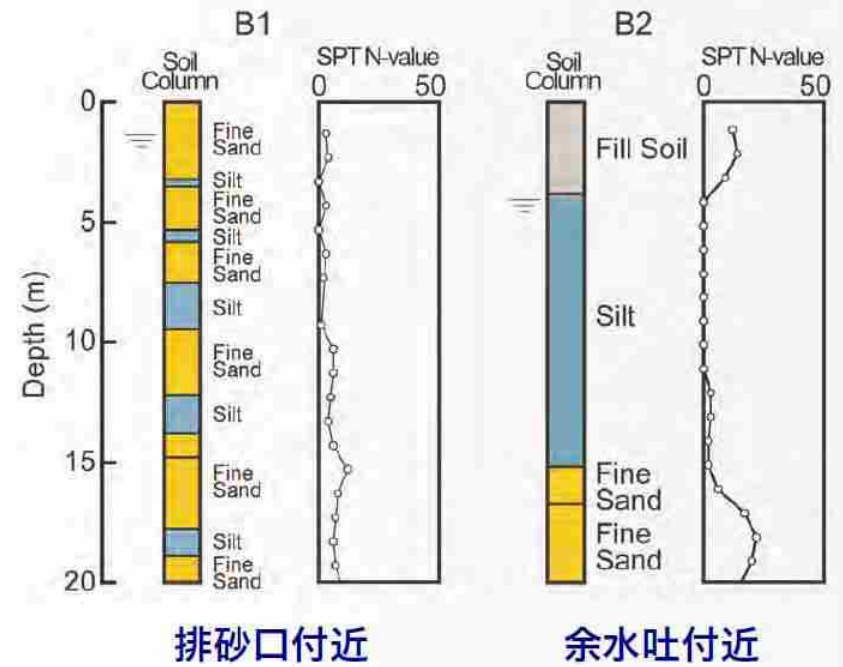 B1
B2
Soil
Column
SPT N-value
0 50
Soil
Column
SPT N-value
0 50
Depth (m)
0
5
10
15
20
Fine
Sand
Silt
Fine
Sand
Silt
Fine
Sand
Silt
Fine
Sand
Silt
Fine
Sand
Silt
Fine
Sand
Fill Soil
Silt
Fine
Sand
Fine
Sand
排砂口付近
余水吐付近